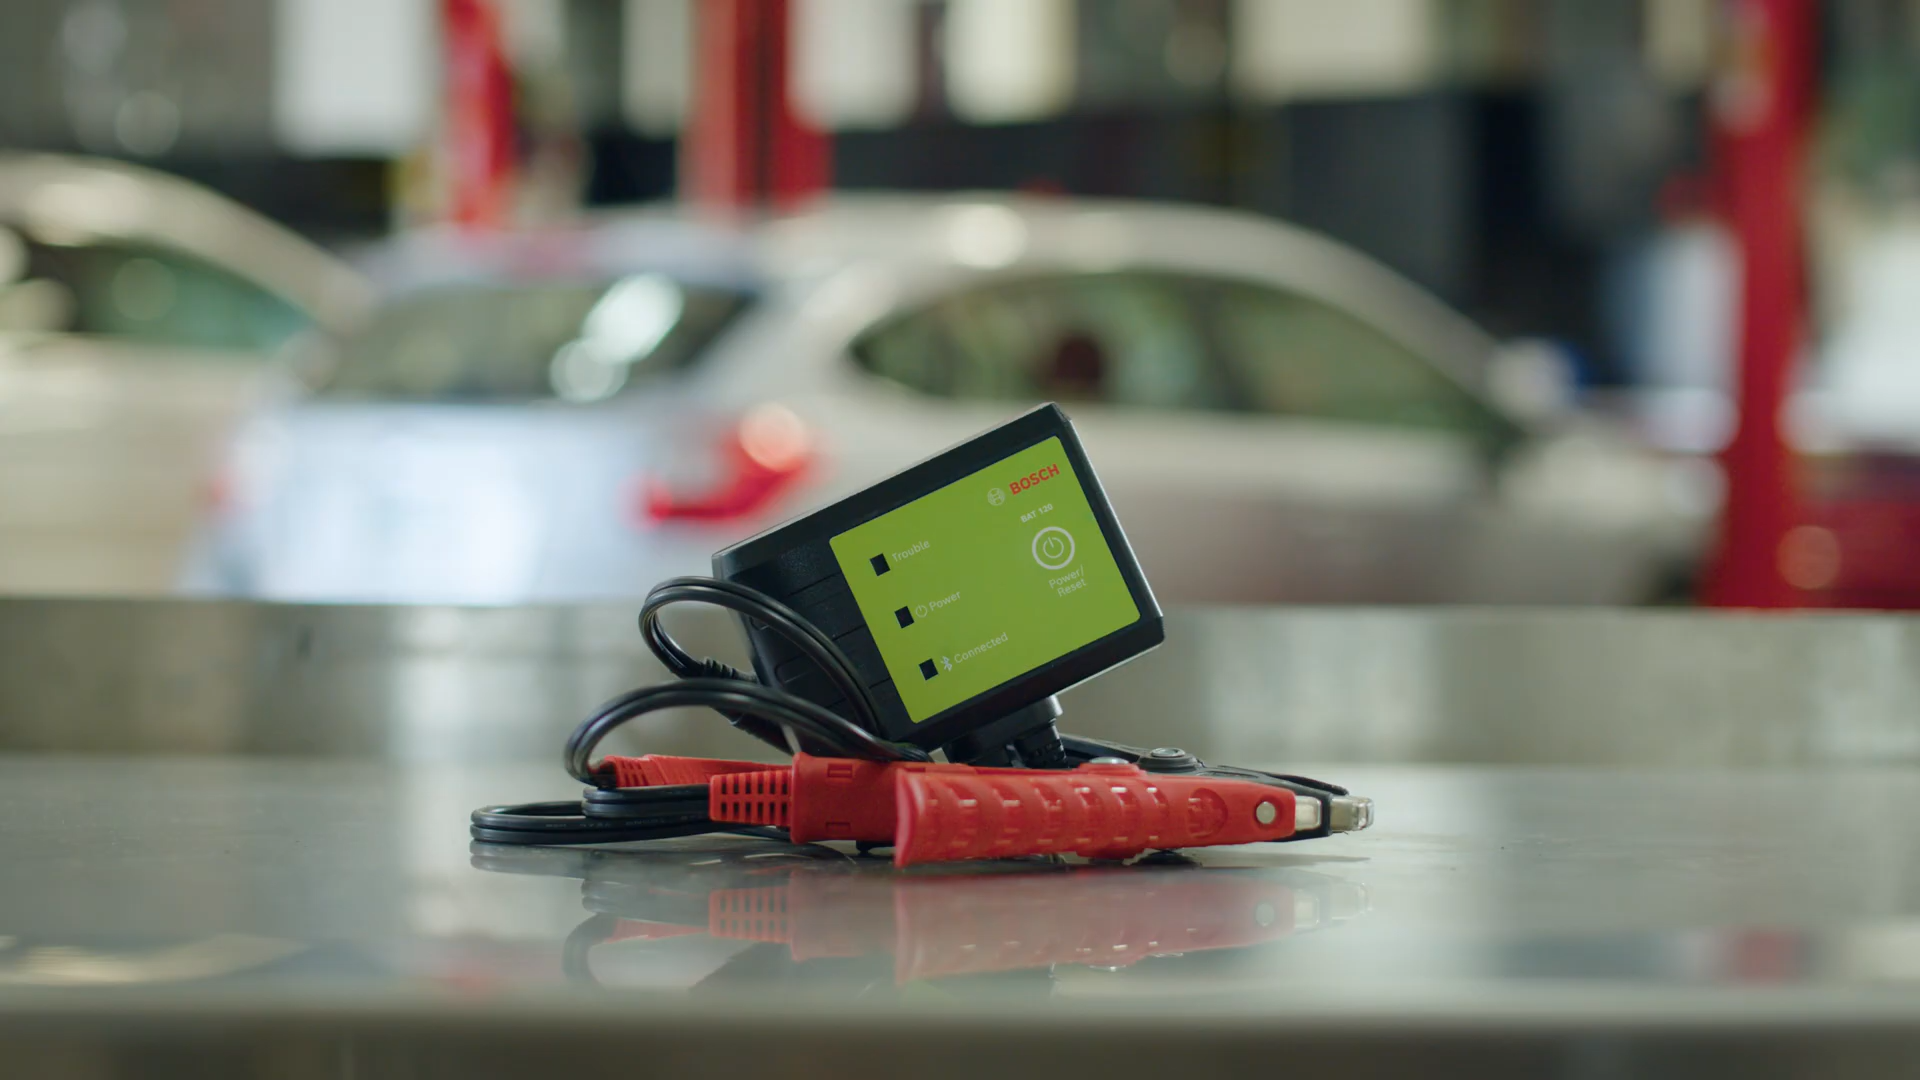 BOSCH
BAT 120
Power/
Reset
Trouble
Power
Connected